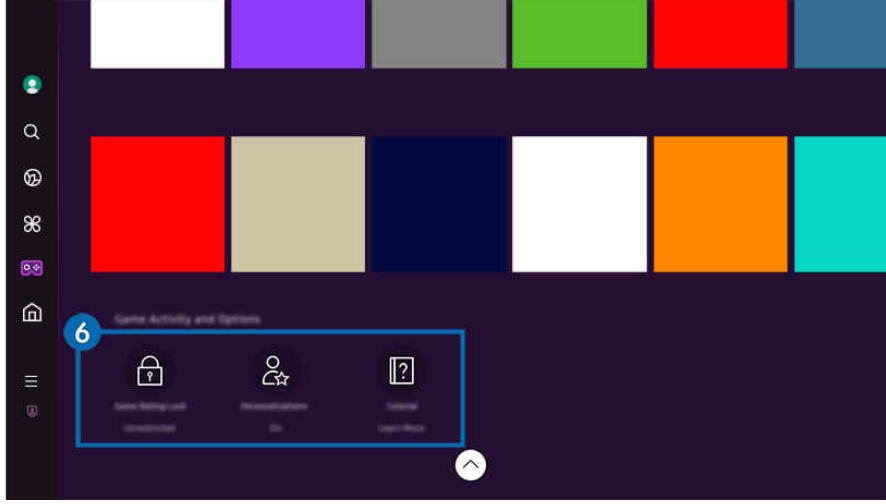 Game Activity and Options
6
Game Rating Lock
Personalizations
Tutorial
Unrestricted
On
Learn More